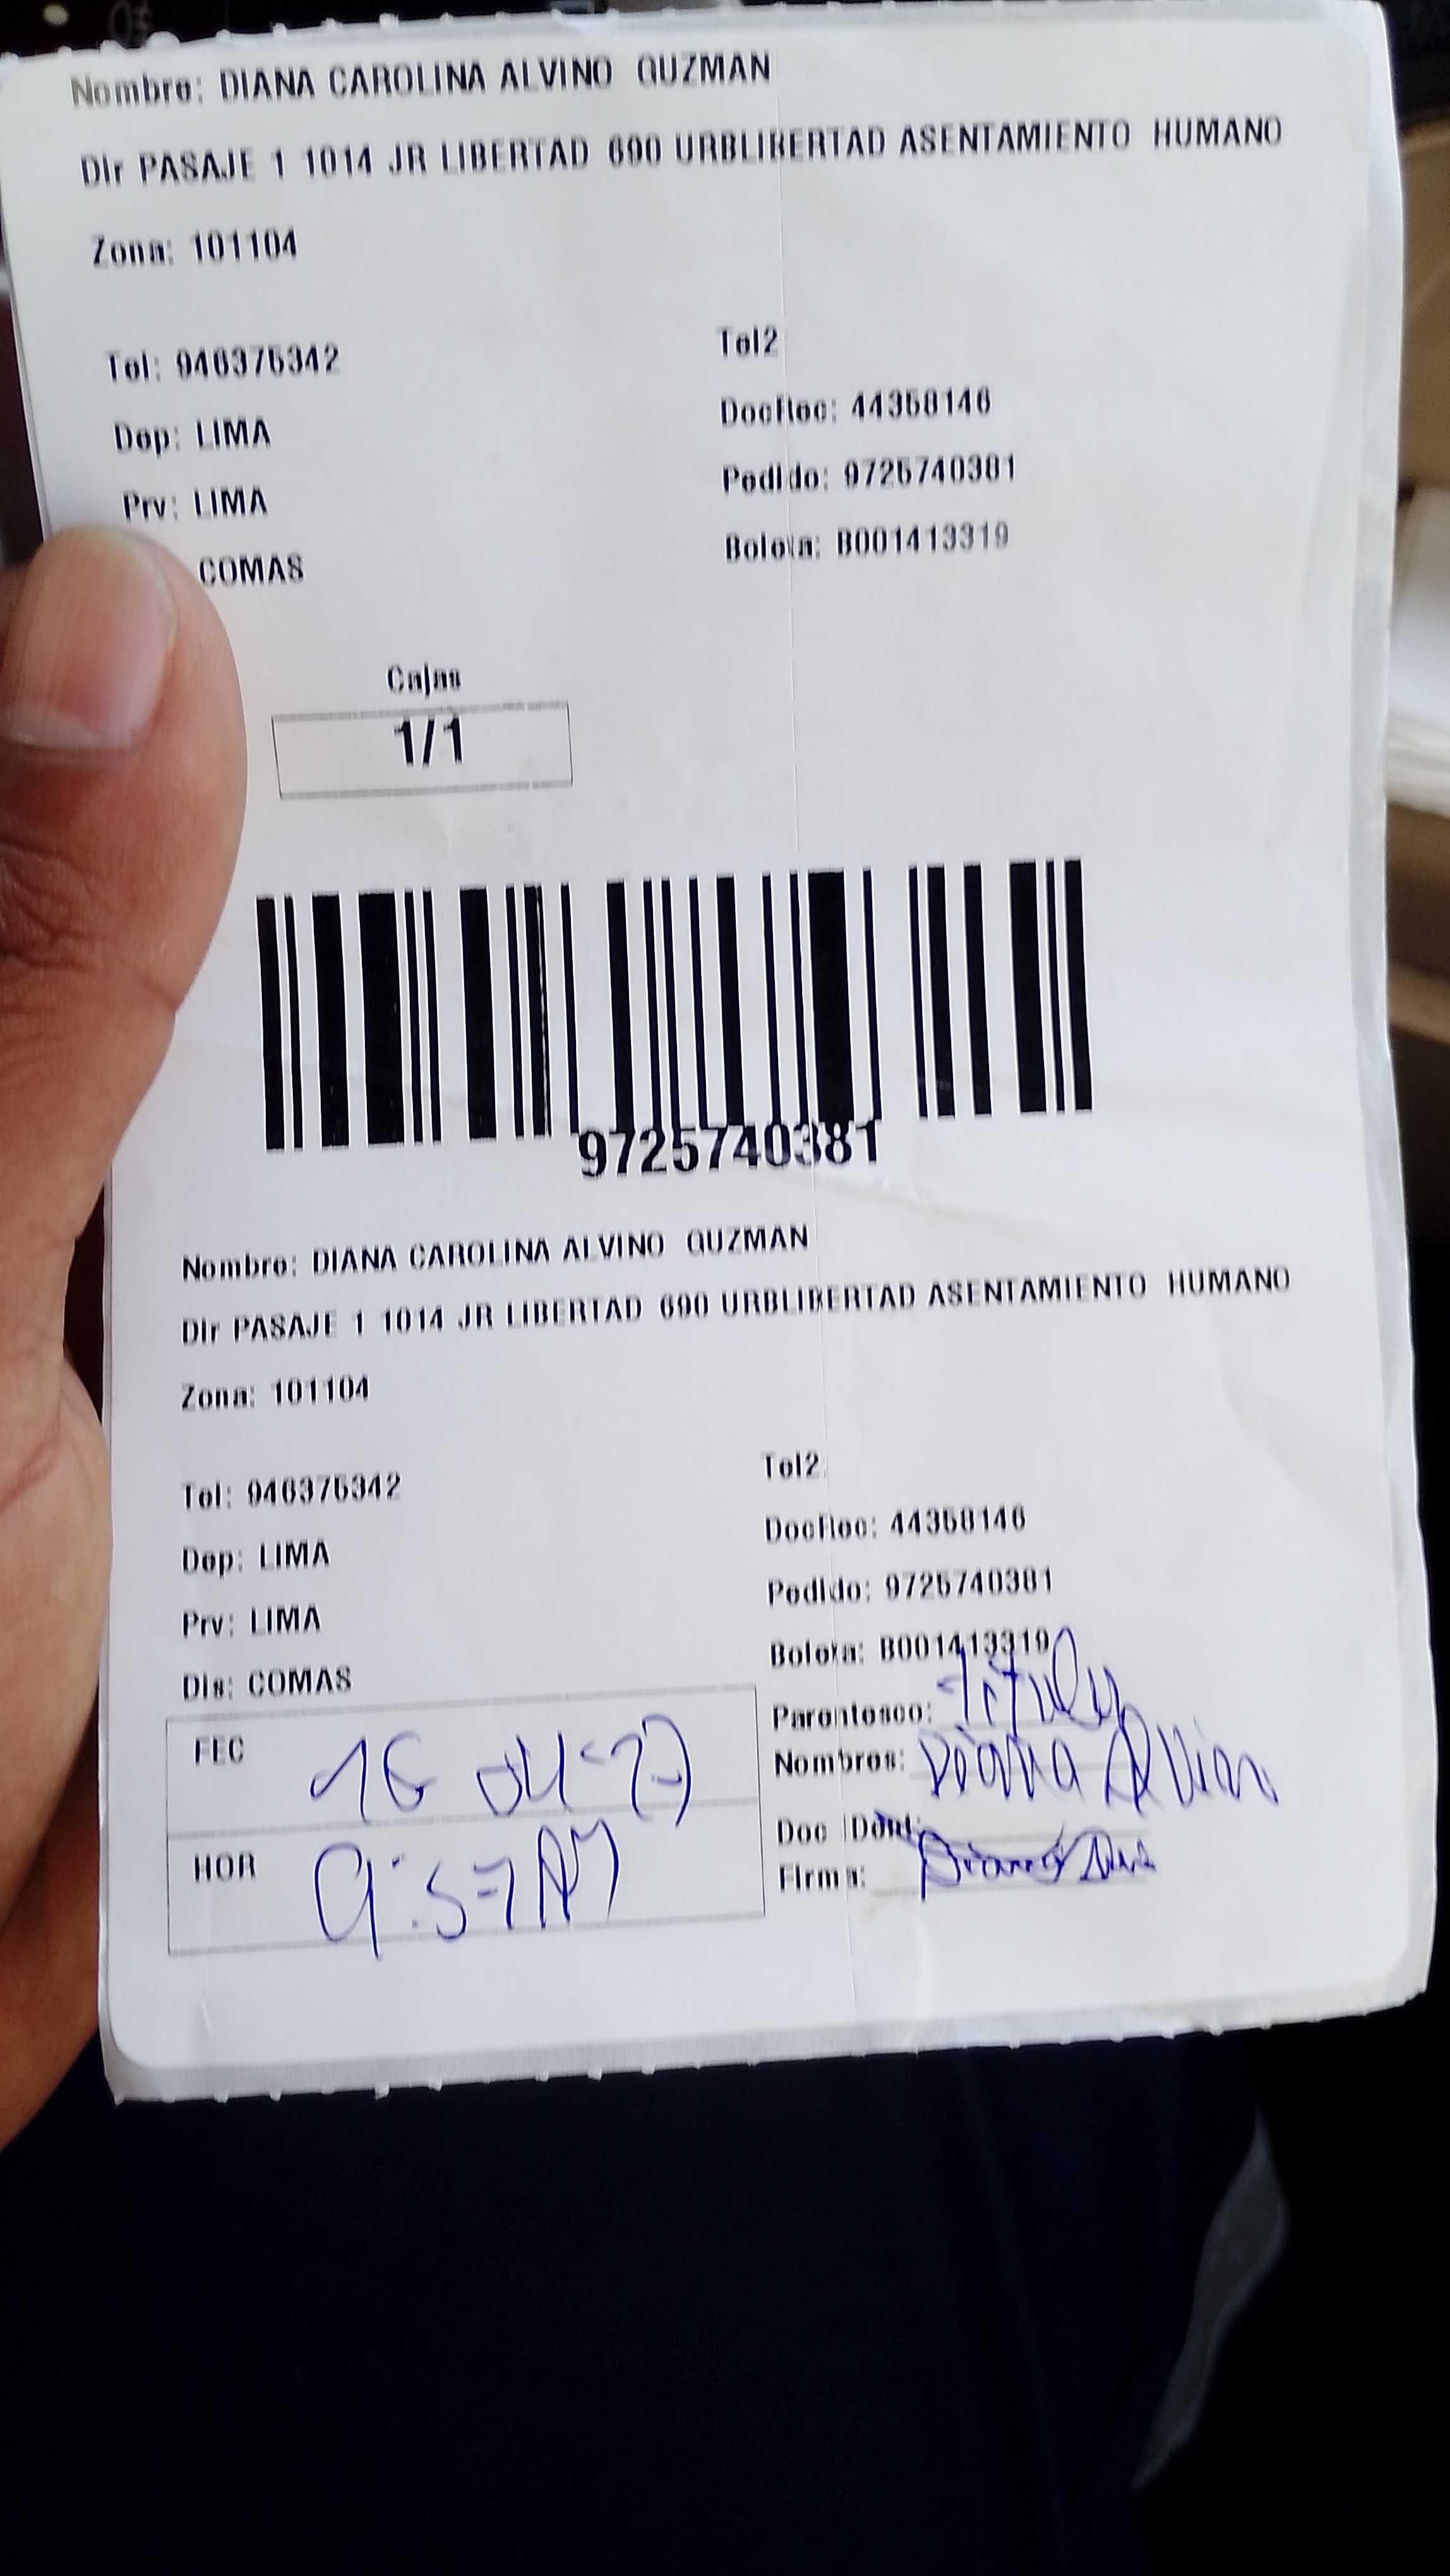 Nombre: DIANA CAROLINA ALVINO GUZMAN
Dir PASAJE 1 1014 JR LIBERTAD 690 URBLIBERTAD ASENTAMIENTO HUMANO
Zona: 101104
Tel: 946375342
Tel2
DocRec: 44358146
Dep: LIMA
Pedido: 9725740381
Prv: LIMA
Boleta: B001413319
COMAS
Cajas
1/1
9725740381
Nombre: DIANA CAROLINA ALVINO GUZMAN
Dir PASAJE 1 1014 JR LIBERTAD 690 URBLIBERTAD ASENTAMIENTO HUMANO
Zona: 101104
Tel: 946375342
Tel2
DocRec: 44358146
Dep: LIMA
Pedido: 9725740381
Prv: LIMA
Boleta: B001413319
Dis: COMAS
Parentesco:
Nombres: Diana
Doc Ident:
Firma:
FEC 16 04
HOR 9:57 AM